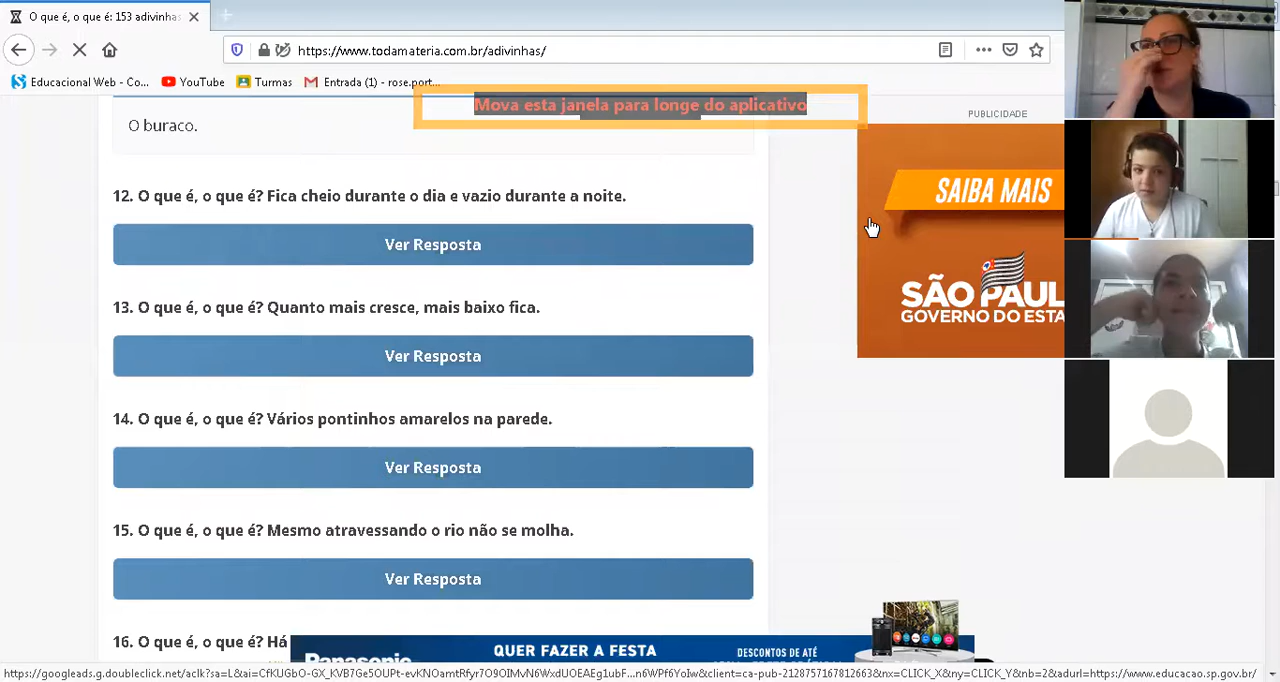 O que é, o que é: 153 adivinhas
https://www.todamateria.com.br/adivinhas/
Educacional Web - Co...
YouTube
Turmas
Entrada (1) - rose.port...
Mova esta janela para longe do aplicativo
O buraco.
PUBLICIDADE
12. O que é, o que é? Fica cheio durante o dia e vazio durante a noite.
SAIBA MAIS
Ver Resposta
SÃO PAUL
GOVERNO DO ESTA
13. O que é, o que é? Quanto mais cresce, mais baixo fica.
Ver Resposta
14. O que é, o que é? Vários pontinhos amarelos na parede.
Ver Resposta
15. O que é, o que é? Mesmo atravessando o rio não se molha.
Ver Resposta
16. O que é, o que é? Há
QUER FAZER A FESTA
DESCONTOS DE ATÉ
Panasonic